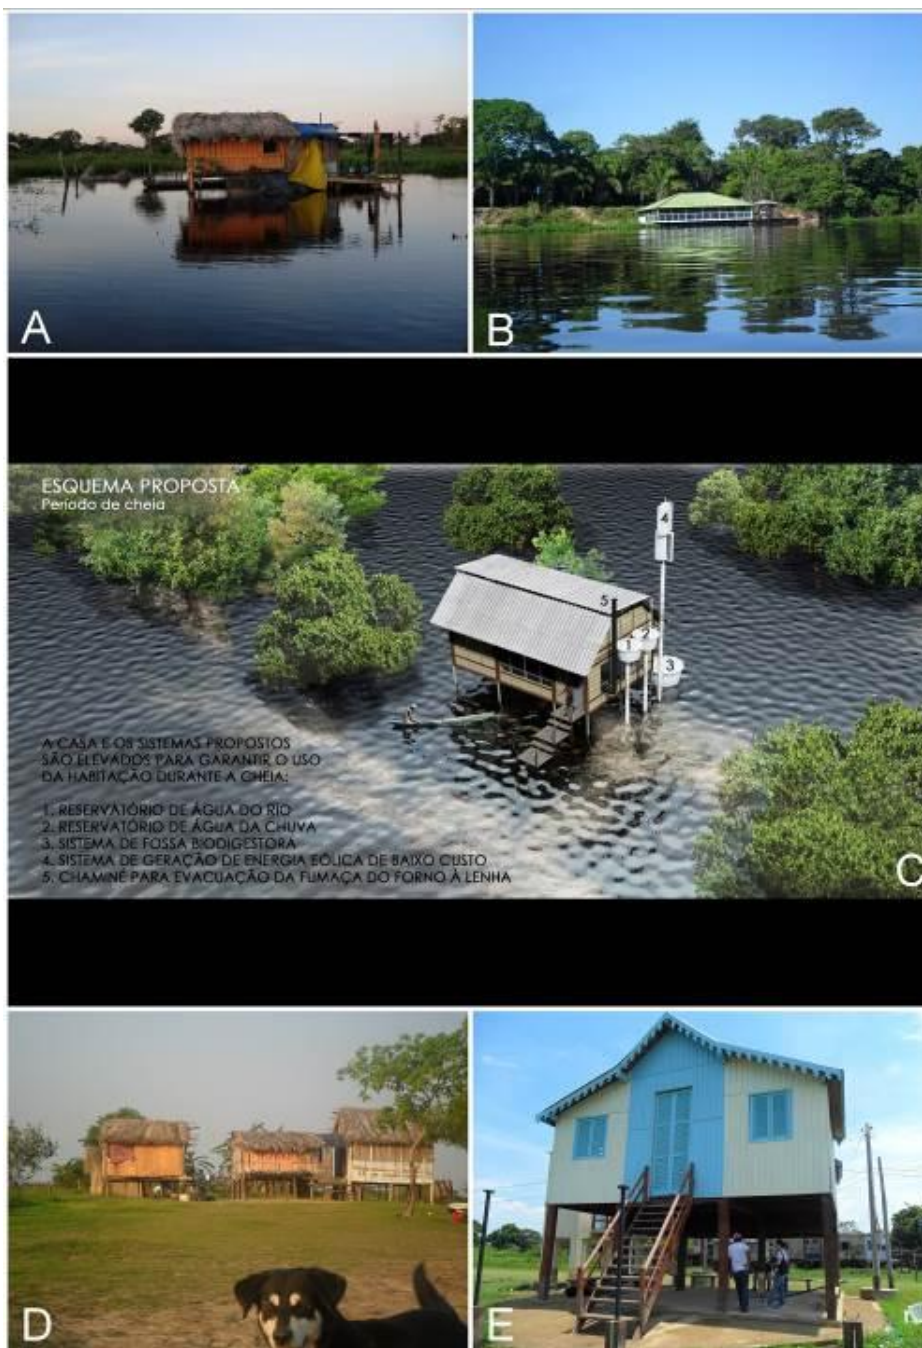 A
B
ESQUEMA PROPOSTA
Período de cheia
4
5
2
1
3
A CASA E OS SISTEMAS PROPOSTOS
SÃO ELEVADOS PARA GARANTIR O USO
DA HABITAÇÃO DURANTE A CHEIA:
1. RESERVATÓRIO DE ÁGUA DO RIO
2. RESERVATÓRIO DE ÁGUA DA CHUVA
3. SISTEMA DE FOSSA BIODIGESTORA
4. SISTEMA DE GERAÇÃO DE ENERGIA EÓLICA DE BAIXO CUSTO
5. CHAMINÉ PARA EVACUAÇÃO DA FUMAÇA DO FORNO À LENHA
C
D
E